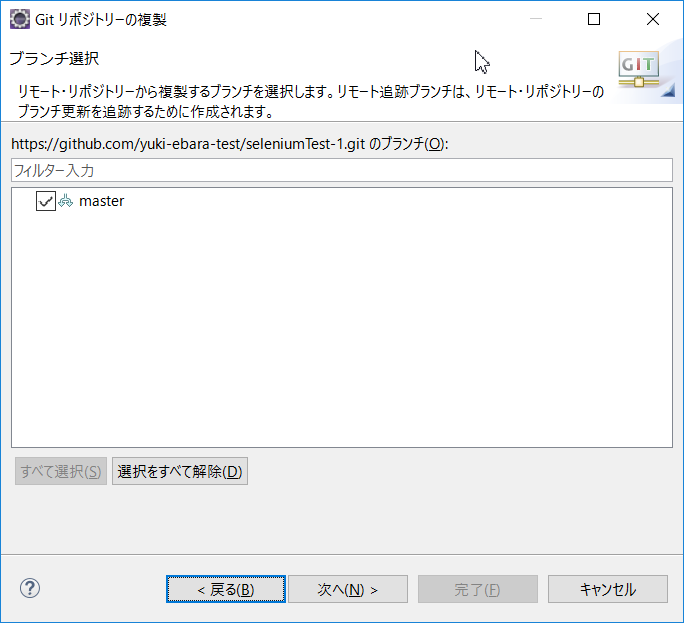 Git リポジトリーの複製
ブランチ選択
リモート・リポジトリーから複製するブランチを選択します。リモート追跡ブランチは、リモート・リポジトリーの
ブランチ更新を追跡するために作成されます。
GIT
https://github.com/yuki-ebara-test/seleniumTest-1.git のブランチ(O):
フィルター入力
master
すべて選択(S) 選択をすべて解除(D)
? < 戻る(B) 次へ(N) > 完了(F) キャンセル